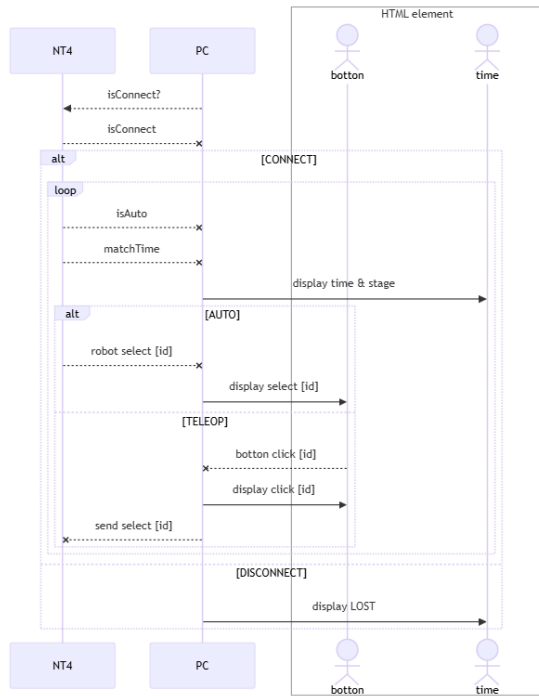 HTML element
NT4
PC
botton
time
isConnect?
isConnect
alt
[CONNECT]
loop
isAuto
matchTime
display time & stage
alt
[AUTO]
robot select [id]
display select [id]
[TELEOP]
botton click [id]
display click [id]
send select [id]
[DISCONNECT]
display LOST
NT4
PC
botton
time